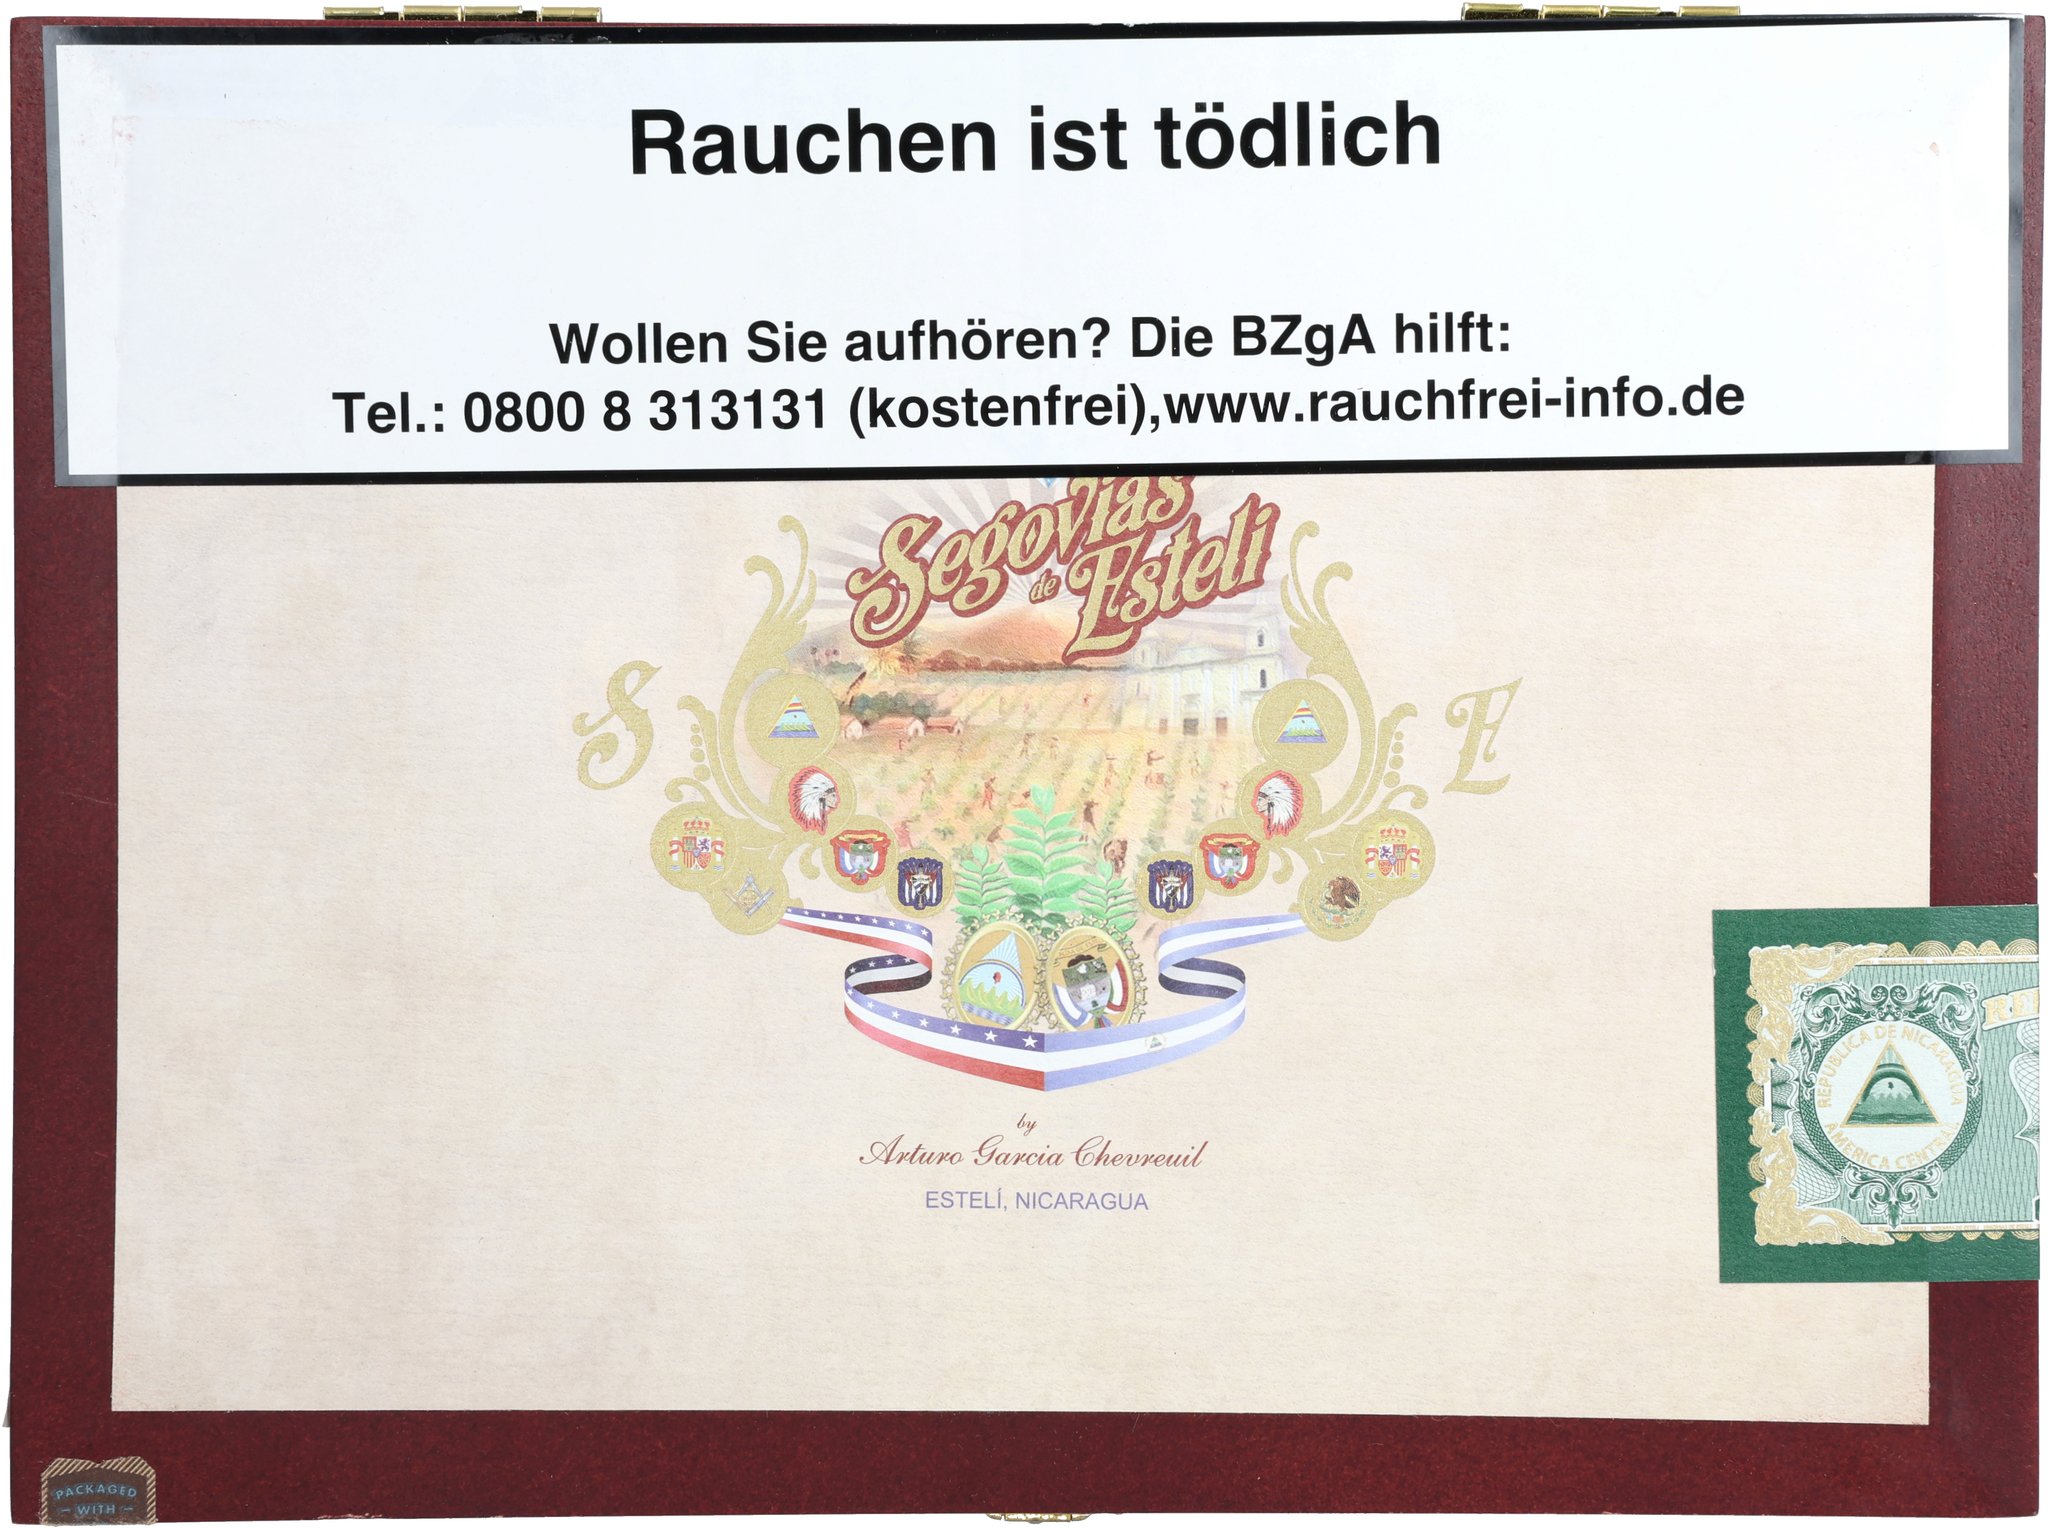 Rauchen ist tödlich
Wollen Sie aufhören? Die BZgA hilft:
Tel.: 0800 8 313131 (kostenfrei),www.rauchfrei-info.de
Segovias
de Esteli
S E
by
Arturo Garcia Chevreuil
ESTELÍ, NICARAGUA
REPUBLICA DE NICARAGUA
AMERICA CENTRAL
PACKAGED
WITH